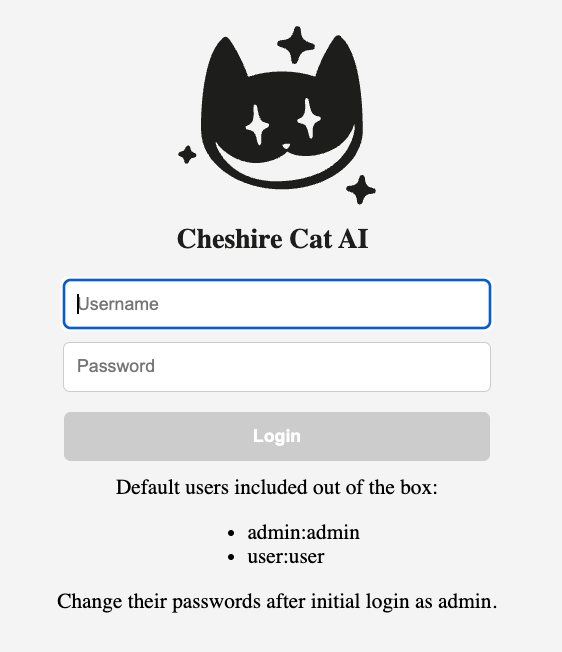 Cheshire Cat AI
Username
Password
Login
Default users included out of the box:
• admin:admin
• user:user
Change their passwords after initial login as admin.